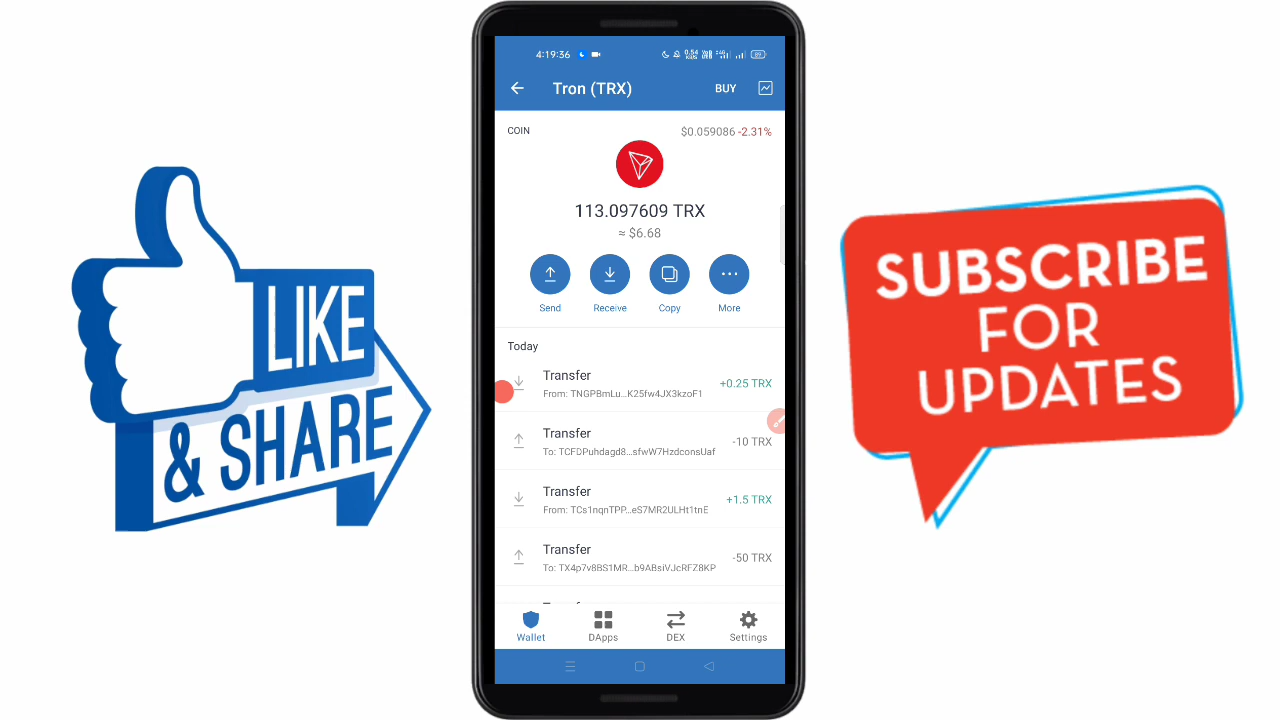 4:19:36
Tron (TRX)
BUY
COIN
$0.059086 -2.31%
113.097609 TRX
≈ $6.68
Send
Receive
Copy
More
Today
Transfer
+0.25 TRX
From: TNGPBmLu...K25fw4JX3kzoF1
Transfer
-10 TRX
To: TCFDPuhdagd8...sfwW7HzdconsUaf
Transfer
+1.5 TRX
From: TCs1nqnTPP...eS7MR2ULHt1tnE
Transfer
-50 TRX
To: TX4p7v8BS1MR...b9ABsiVJcRFZ8KP
Wallet
DApps
DEX
Settings
LIKE
& SHARE
SUBSCRIBE
FOR
UPDATES